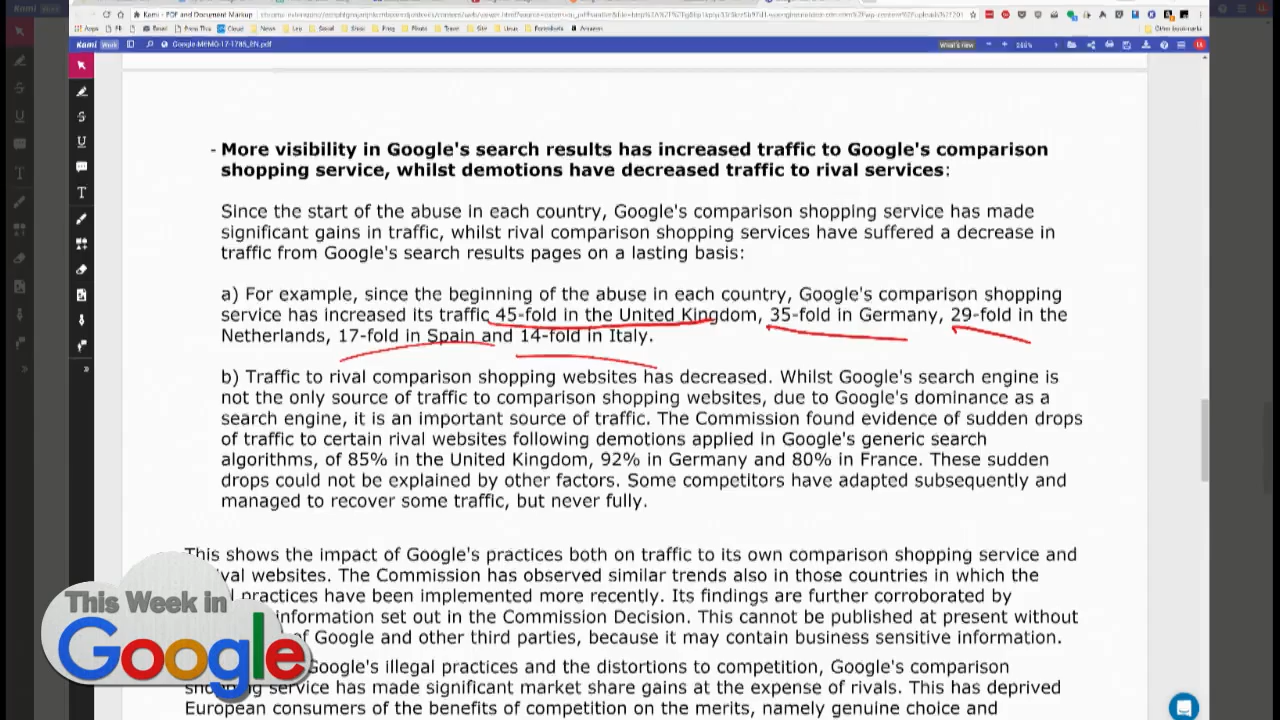 Kami - PDF and Document Markup
Kami Work
Google-MEMO-17-1785_EN.pdf
What's new
- More visibility in Google's search results has increased traffic to Google's comparison
shopping service, whilst demotions have decreased traffic to rival services:
Since the start of the abuse in each country, Google's comparison shopping service has made
significant gains in traffic, whilst rival comparison shopping services have suffered a decrease in
traffic from Google's search results pages on a lasting basis:
a) For example, since the beginning of the abuse in each country, Google's comparison shopping
service has increased its traffic 45-fold in the United Kingdom, 35-fold in Germany, 29-fold in the
Netherlands, 17-fold in Spain and 14-fold in Italy.
b) Traffic to rival comparison shopping websites has decreased. Whilst Google's search engine is
not the only source of traffic to comparison shopping websites, due to Google's dominance as a
search engine, it is an important source of traffic. The Commission found evidence of sudden drops
of traffic to certain rival websites following demotions applied in Google's generic search
algorithms, of 85% in the United Kingdom, 92% in Germany and 80% in France. These sudden
drops could not be explained by other factors. Some competitors have adapted subsequently and
managed to recover some traffic, but never fully.
This shows the impact of Google's practices both on traffic to its own comparison shopping service and
websites. The Commission has observed similar trends also in those countries in which the
practices have been implemented more recently. Its findings are further corroborated by
information set out in the Commission Decision. This cannot be published at present without
of Google and other third parties, because it may contain business sensitive information.
Google's illegal practices and the distortions to competition, Google's comparison
shopping service has made significant market share gains at the expense of rivals. This has deprived
European consumers of the benefits of competition on the merits, namely genuine choice and
This Week in
Google